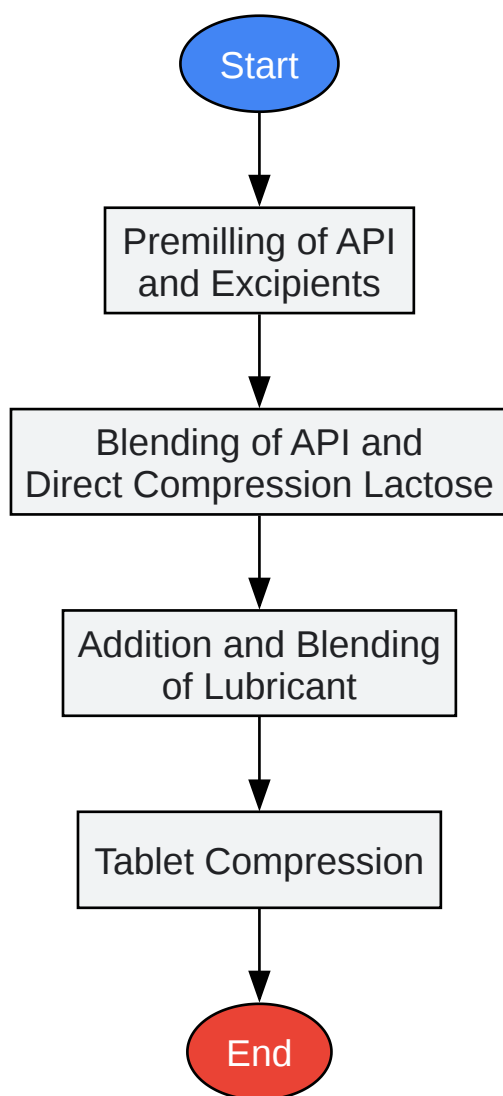 Start
Premilling of API
and Excipients
Blending of API and
Direct Compression Lactose
Addition and Blending
of Lubricant
Tablet Compression
End